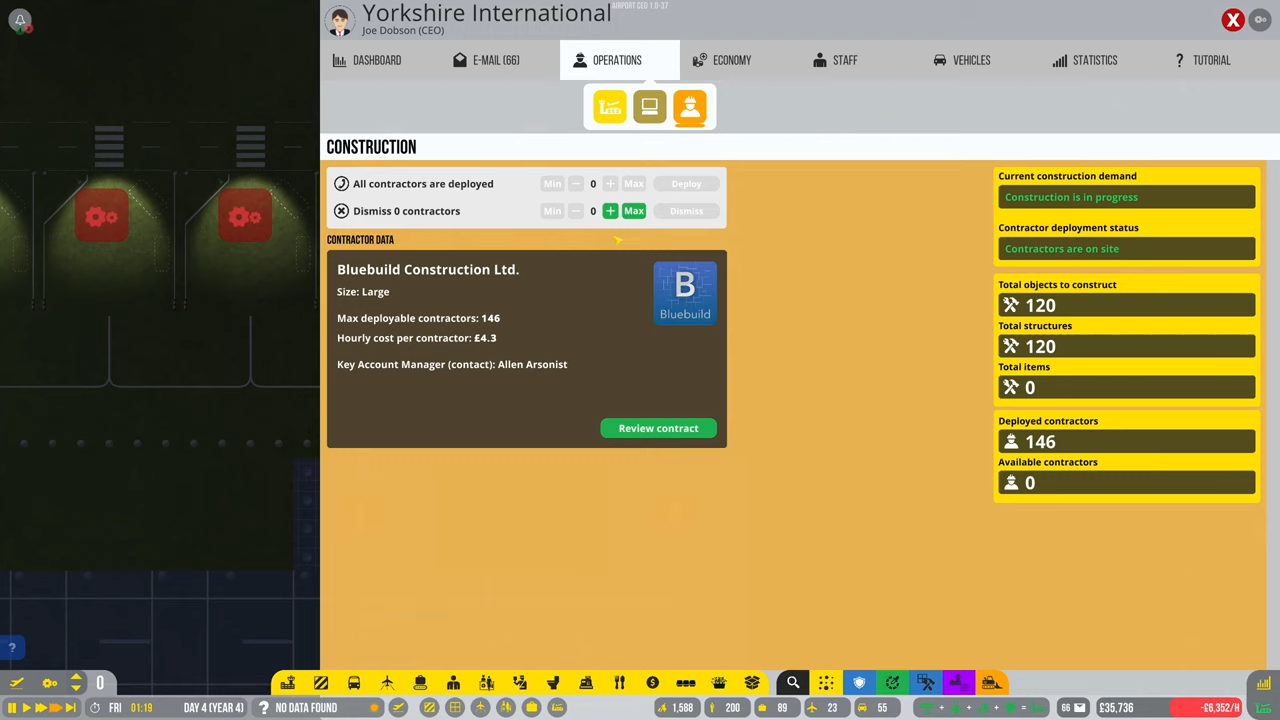 AIRPORT CEO 1.0-37
Yorkshire International
Joe Dobson (CEO)
DASHBOARD
E-MAIL (66)
OPERATIONS
ECONOMY
STAFF
VEHICLES
STATISTICS
? TUTORIAL
CONSTRUCTION
All contractors are deployed
Min − 0 + Max Deploy
Dismiss 0 contractors
Min − 0 + Max Dismiss
CONTRACTOR DATA
Bluebuild Construction Ltd.
Size: Large
Max deployable contractors: 146
Hourly cost per contractor: £4.3
Key Account Manager (contact): Allen Arsonist
B
Bluebuild
Review contract
Current construction demand
Construction is in progress
Contractor deployment status
Contractors are on site
Total objects to construct
120
Total structures
120
Total items
0
Deployed contractors
146
Available contractors
0
?
0
FRI 01:19 DAY 4 (YEAR 4) ? NO DATA FOUND
1,588 200 89 23 55
66 £35,736 -£6,352/H